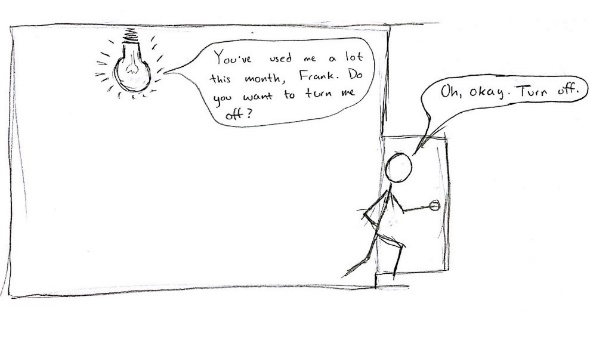 You've used me a lot
this month, Frank. Do
you want to turn me
off?
Oh, okay. Turn off.